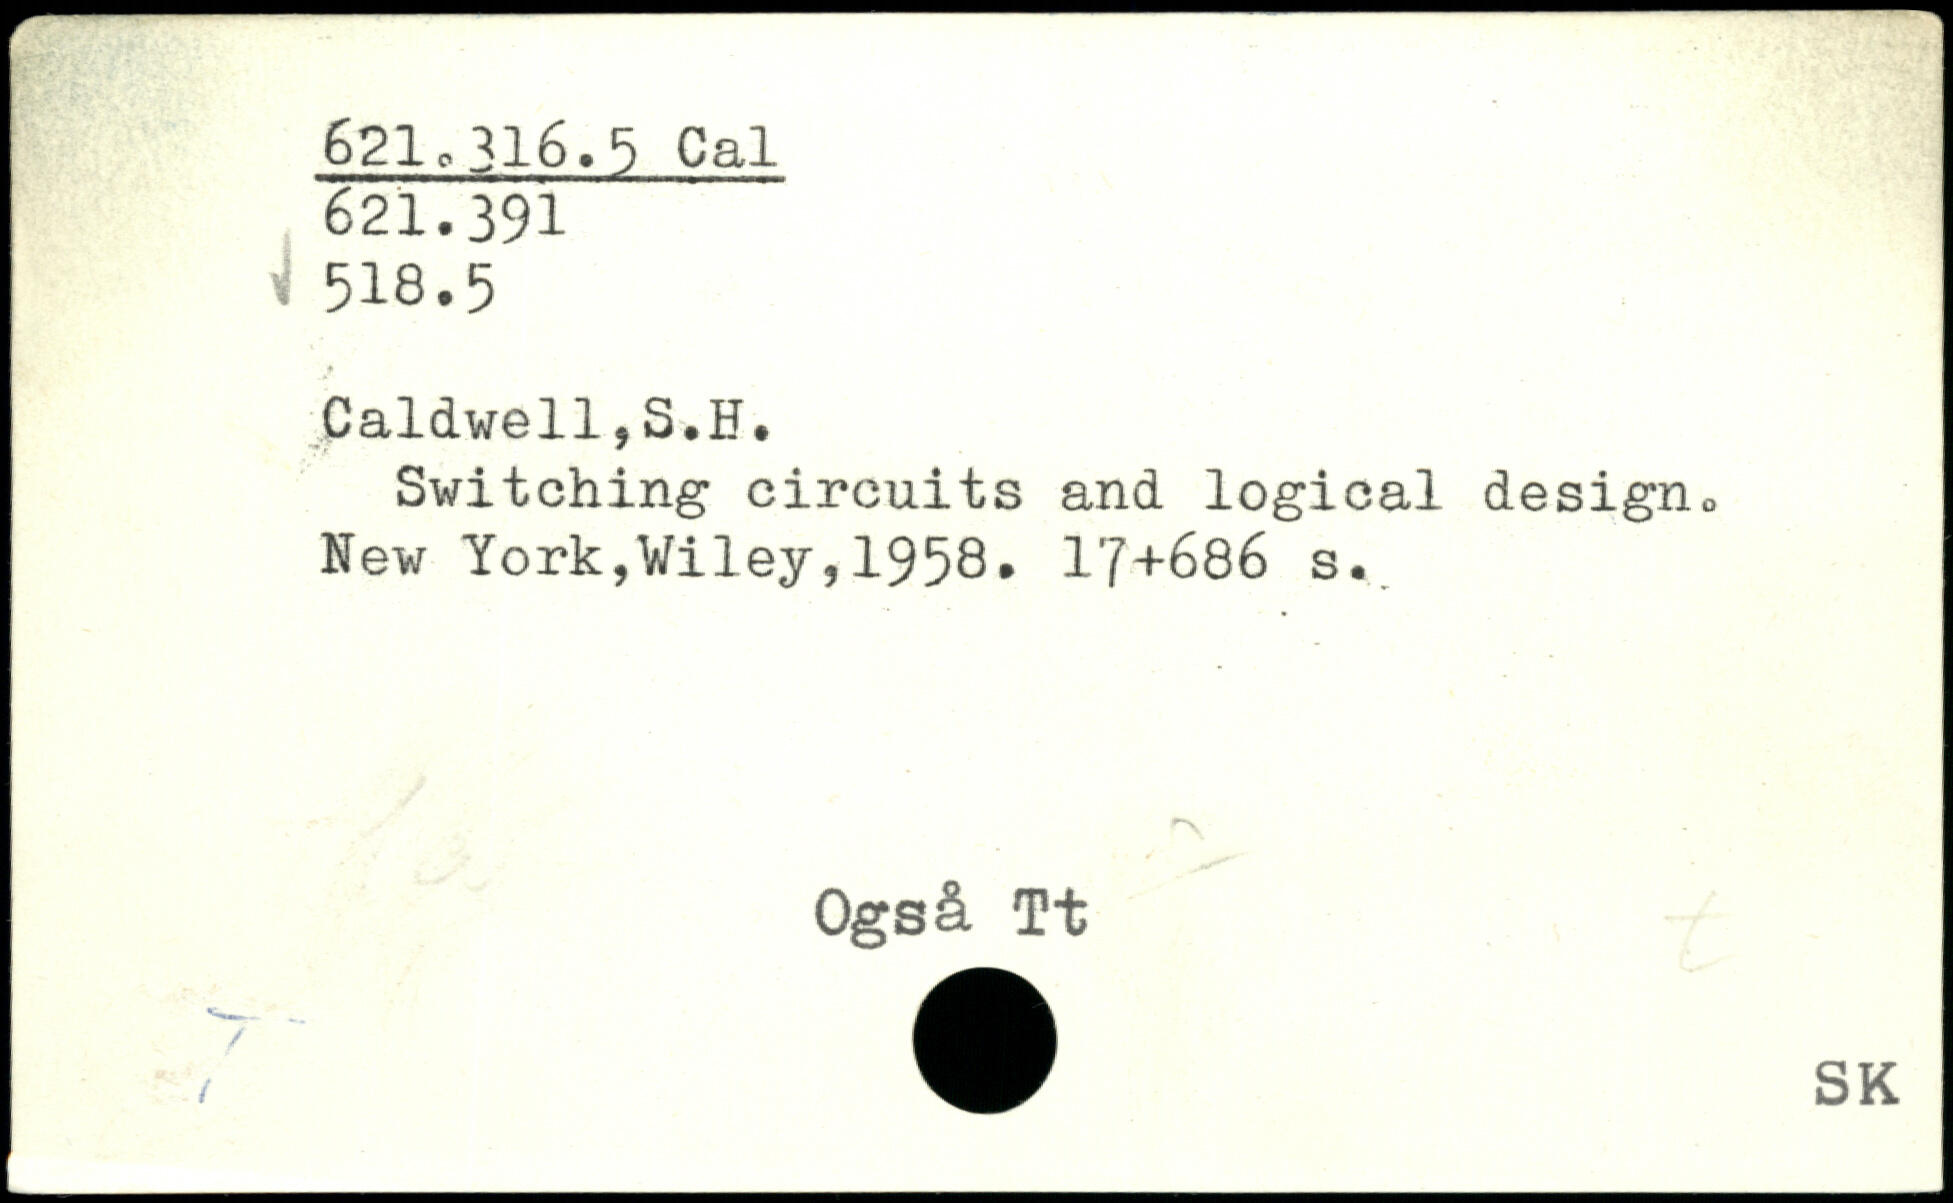 621.316.5 Cal
621.391
518.5
Caldwell,S.H.
Switching circuits and logical design.
New York,Wiley,1958. 17+686 s.
Også Tt
t
T
SK